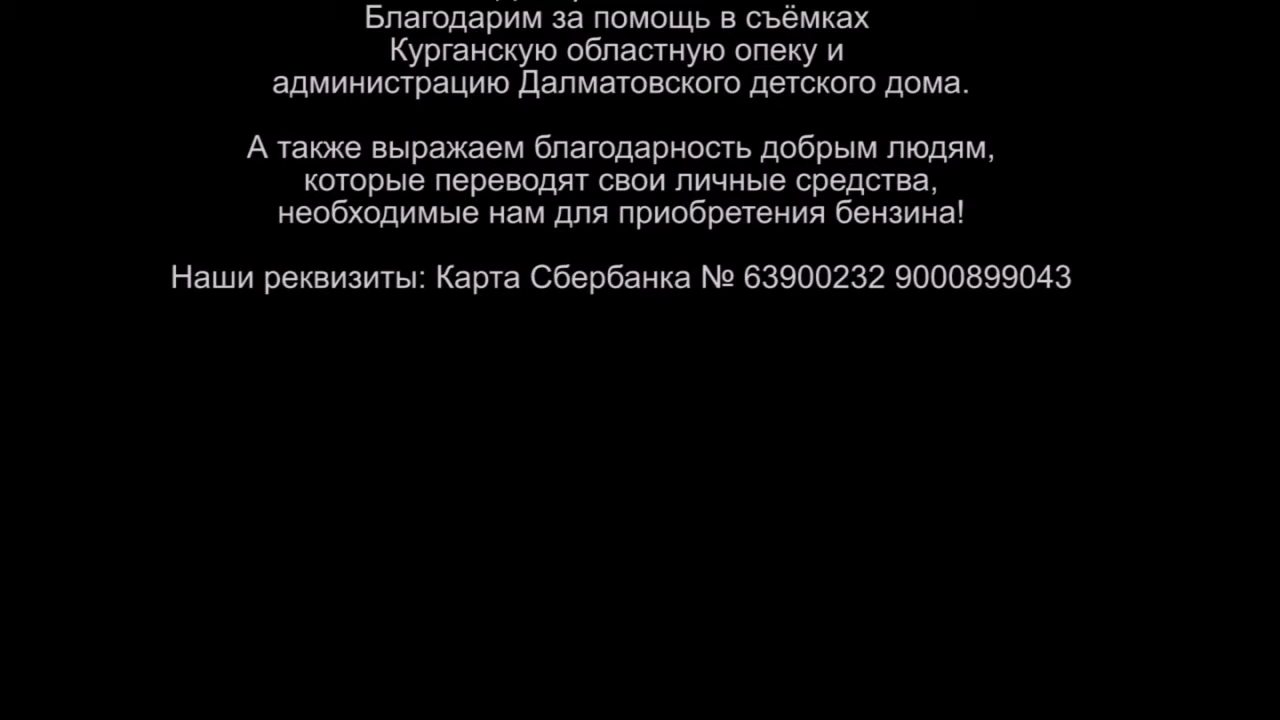 Благодарим за помощь в съёмках
Курганскую областную опеку и
администрацию Далматовского детского дома.
А также выражаем благодарность добрым людям,
которые переводят свои личные средства,
необходимые нам для приобретения бензина!
Наши реквизиты: Карта Сбербанка № 63900232 9000899043